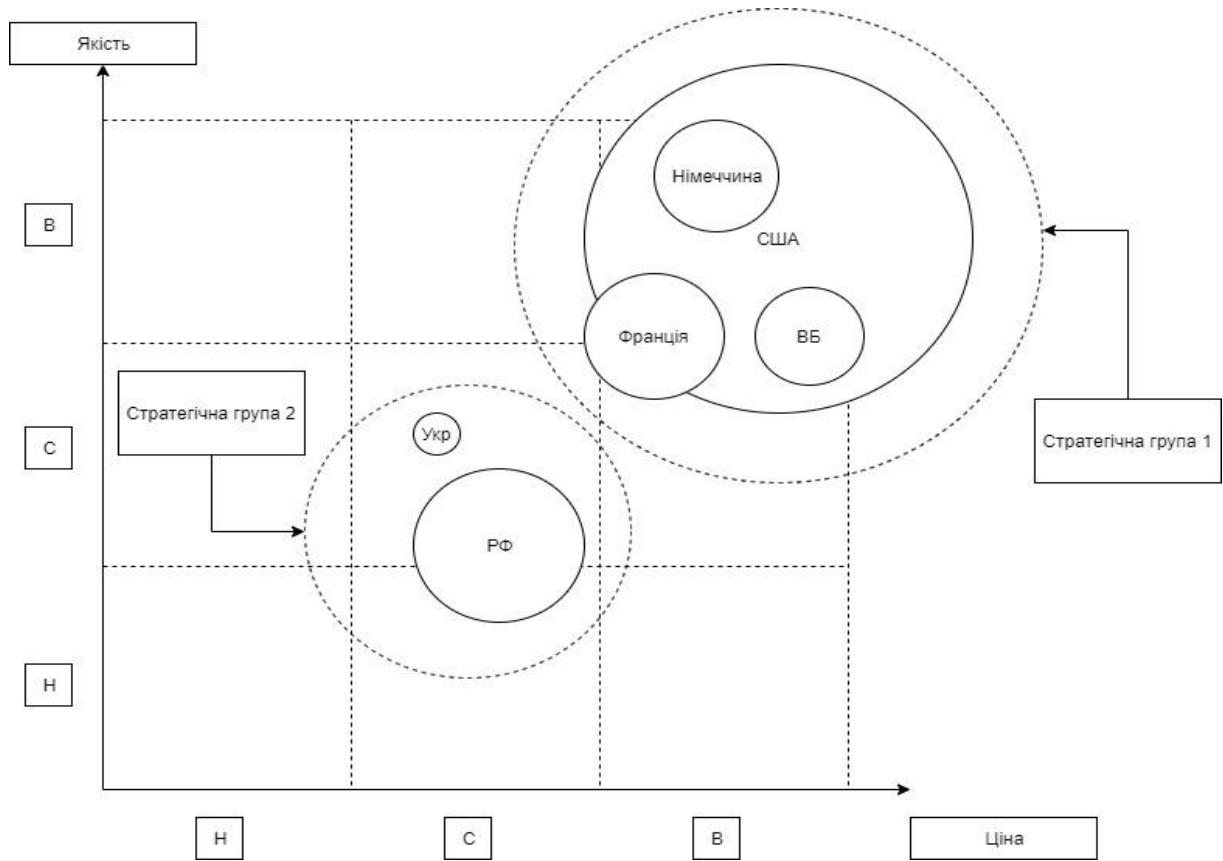 Якість
Німеччина
В
США
Франція
ВБ
Стратегічна група 2
Укр
С
Стратегічна група 1
РФ
Н
Н
С
В
Ціна